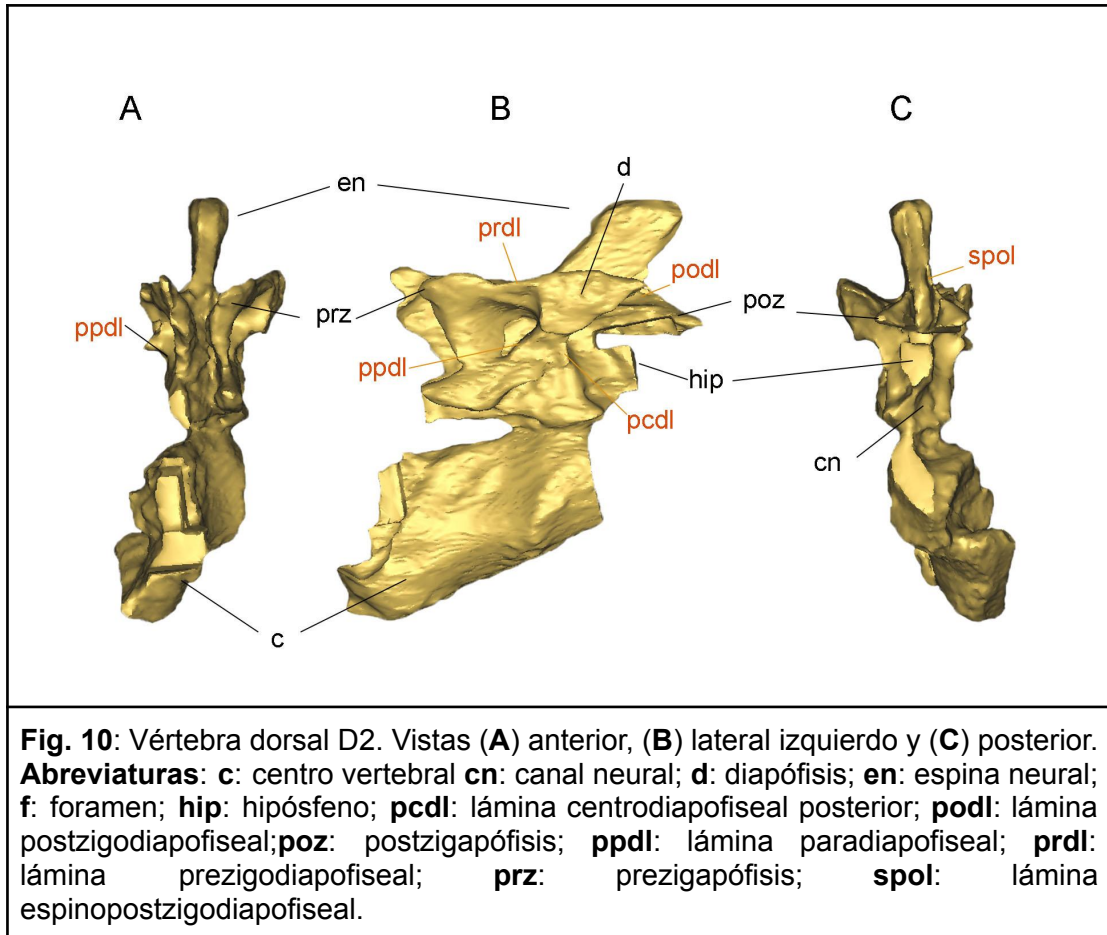 A B C
en
d
prdl
podl
spol
prz
poz
ppdl
ppdl
hip
pcdl
cn
c
Fig. 10: Vértebra dorsal D2. Vistas (A) anterior, (B) lateral izquierdo y (C) posterior.
Abreviaturas: c: centro vertebral cn: canal neural; d: diapófisis; en: espina neural;
f: foramen; hip: hipósfeno; pcdl: lámina centrodiapofiseal posterior; podl: lámina
postzigodiapofiseal;poz: postzigapófisis; ppdl: lámina paradiapofiseal; prdl:
lámina prezigodiapofiseal; prz: prezigapófisis; spol: lámina
espinopostzigodiapofiseal.